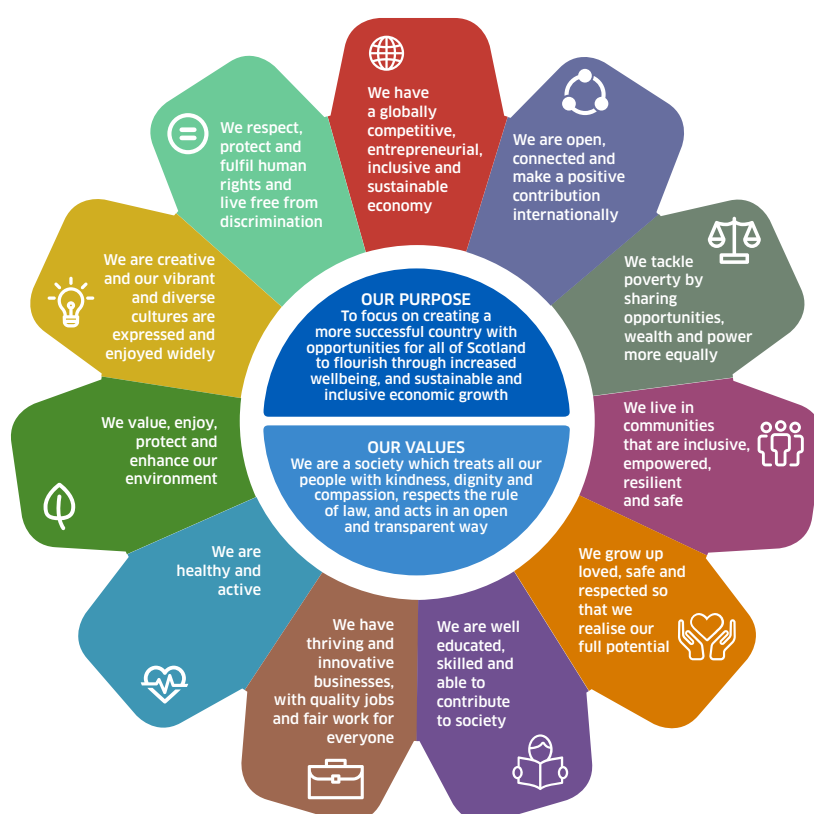 We have
a globally
competitive,
entrepreneurial,
inclusive and
sustainable
economy
We are open,
connected and
make a positive
contribution
internationally
We tackle
poverty by
sharing
opportunities,
wealth and power
more equally
We live in
communities
that are inclusive,
empowered,
resilient
and safe
We grow up
loved, safe and
respected so
that we
realise our
full potential
We are well
educated,
skilled and
able to
contribute
to society
We have
thriving and
innovative
businesses,
with quality jobs
and fair work for
everyone
We are
healthy and
active
We value, enjoy,
protect and
enhance our
environment
We are creative
and our vibrant
and diverse
cultures are
expressed and
enjoyed widely
We respect,
protect and
fulfil human
rights and
live free from
discrimination
OUR PURPOSE
To focus on creating a
more successful country with
opportunities for all of Scotland
to flourish through increased
wellbeing, and sustainable and
inclusive economic growth
OUR VALUES
We are a society which treats all our
people with kindness, dignity and
compassion, respects the rule
of law, and acts in an open
and transparent way